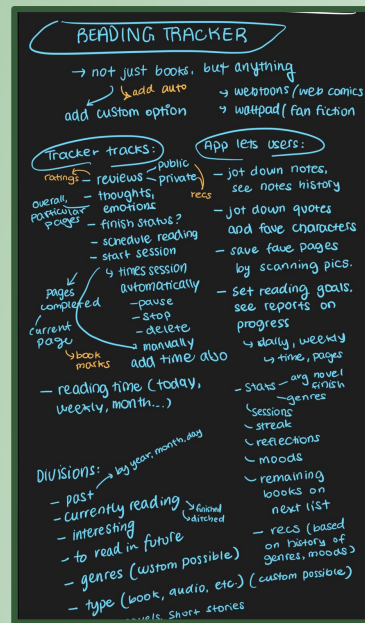 READING TRACKER
→ not just books, but anything
↳ add auto
add custom option
↳ webtoons/web comics
↳ wattpad/fan fiction
Tracker tracks:
ratings
– reviews
public
private
recs
overall,
particular
pages
– thoughts,
emotions
– finish status?
– schedule reading
– start session
↳ times session
automatically
– pause
– stop
– delete
manually
add time also
pages
completed
current
page
book
marks
– reading time (today,
weekly, month...)
App lets users:
– jot down notes,
see notes history
– jot down quotes
and fave characters
– save fave pages
by scanning pics.
– set reading goals,
see reports on
progress
↳ daily, weekly
↳ time, pages
– stats
avg novel
finish
genres
sessions
streak
reflections
moods
remaining
books on
next list
– recs (based
on history of
genres, moods)
DIVISIONS:
– past
by year, month, day
– currently reading
finished
ditched
– interesting
– to read in future
– genres (custom possible)
– type (book, audio, etc.) (custom possible)
short stories